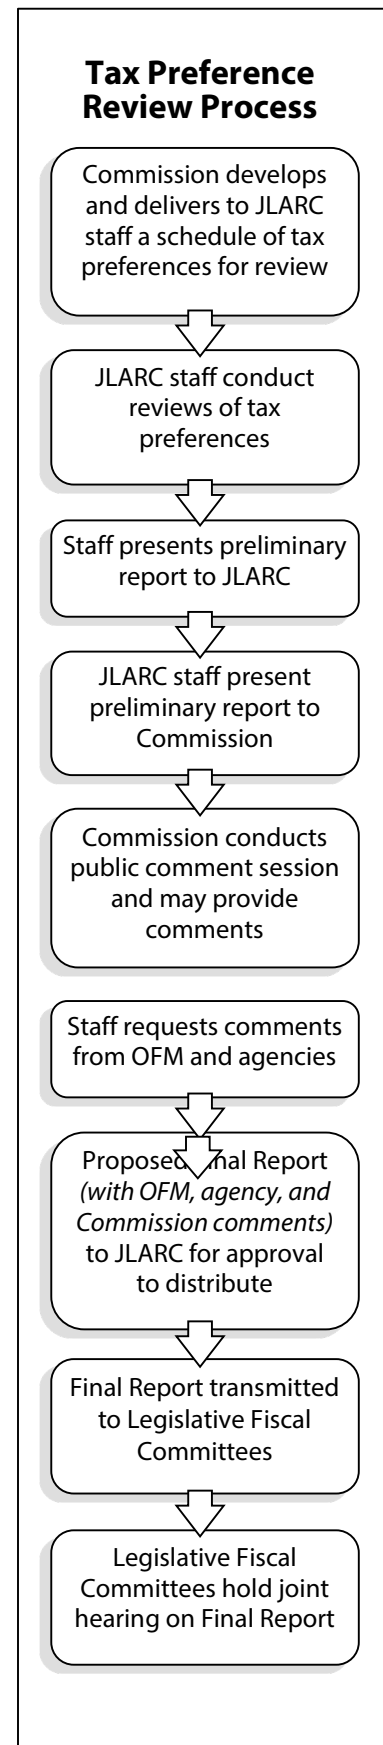 Tax Preference
Review Process
Commission develops
and delivers to JLARC
staff a schedule of tax
preferences for review
JLARC staff conduct
reviews of tax
preferences
Staff presents preliminary
report to JLARC
JLARC staff present
preliminary report to
Commission
Commission conducts
public comment session
and may provide
comments
Staff requests comments
from OFM and agencies
Proposed Final Report
(with OFM, agency, and
Commission comments)
to JLARC for approval
to distribute
Final Report transmitted
to Legislative Fiscal
Committees
Legislative Fiscal
Committees hold joint
hearing on Final Report